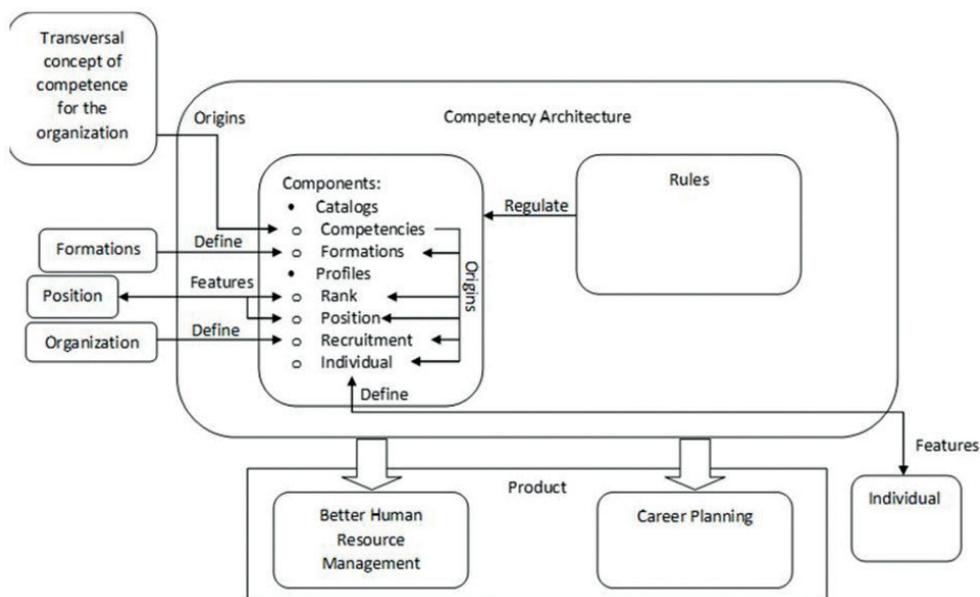 Transversal
concept of
competence
for the
organization
Origins
Competency Architecture
Components:
• Catalogs
o Competencies
o Formations
• Profiles
o Rank
o Position
o Recruitment
o Individual
Origins
Regulate
Rules
Formations
Define
Position
Features
Organization
Define
Define
Features
Individual
Product
Better Human
Resource
Management
Career Planning